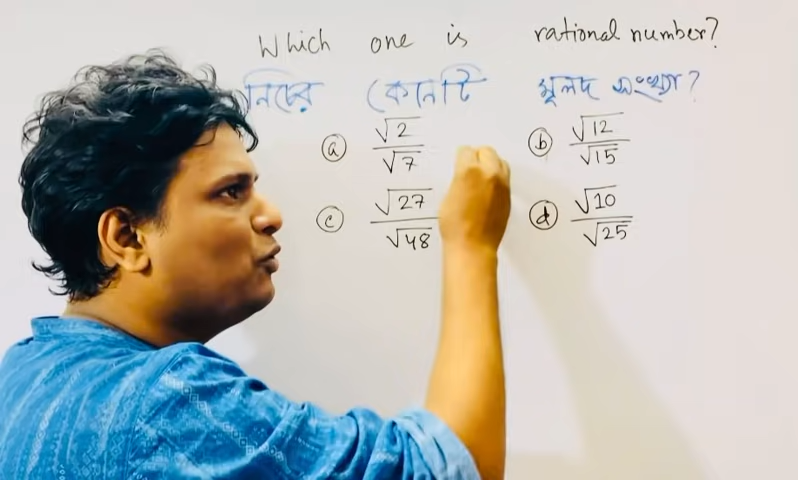 Which one is rational number?
নিচের কোনটি মূলদ সংখ্যা?
ⓐ √2/√7 ⓑ √12/√15
ⓒ √27/√48 ⓓ √10/√25